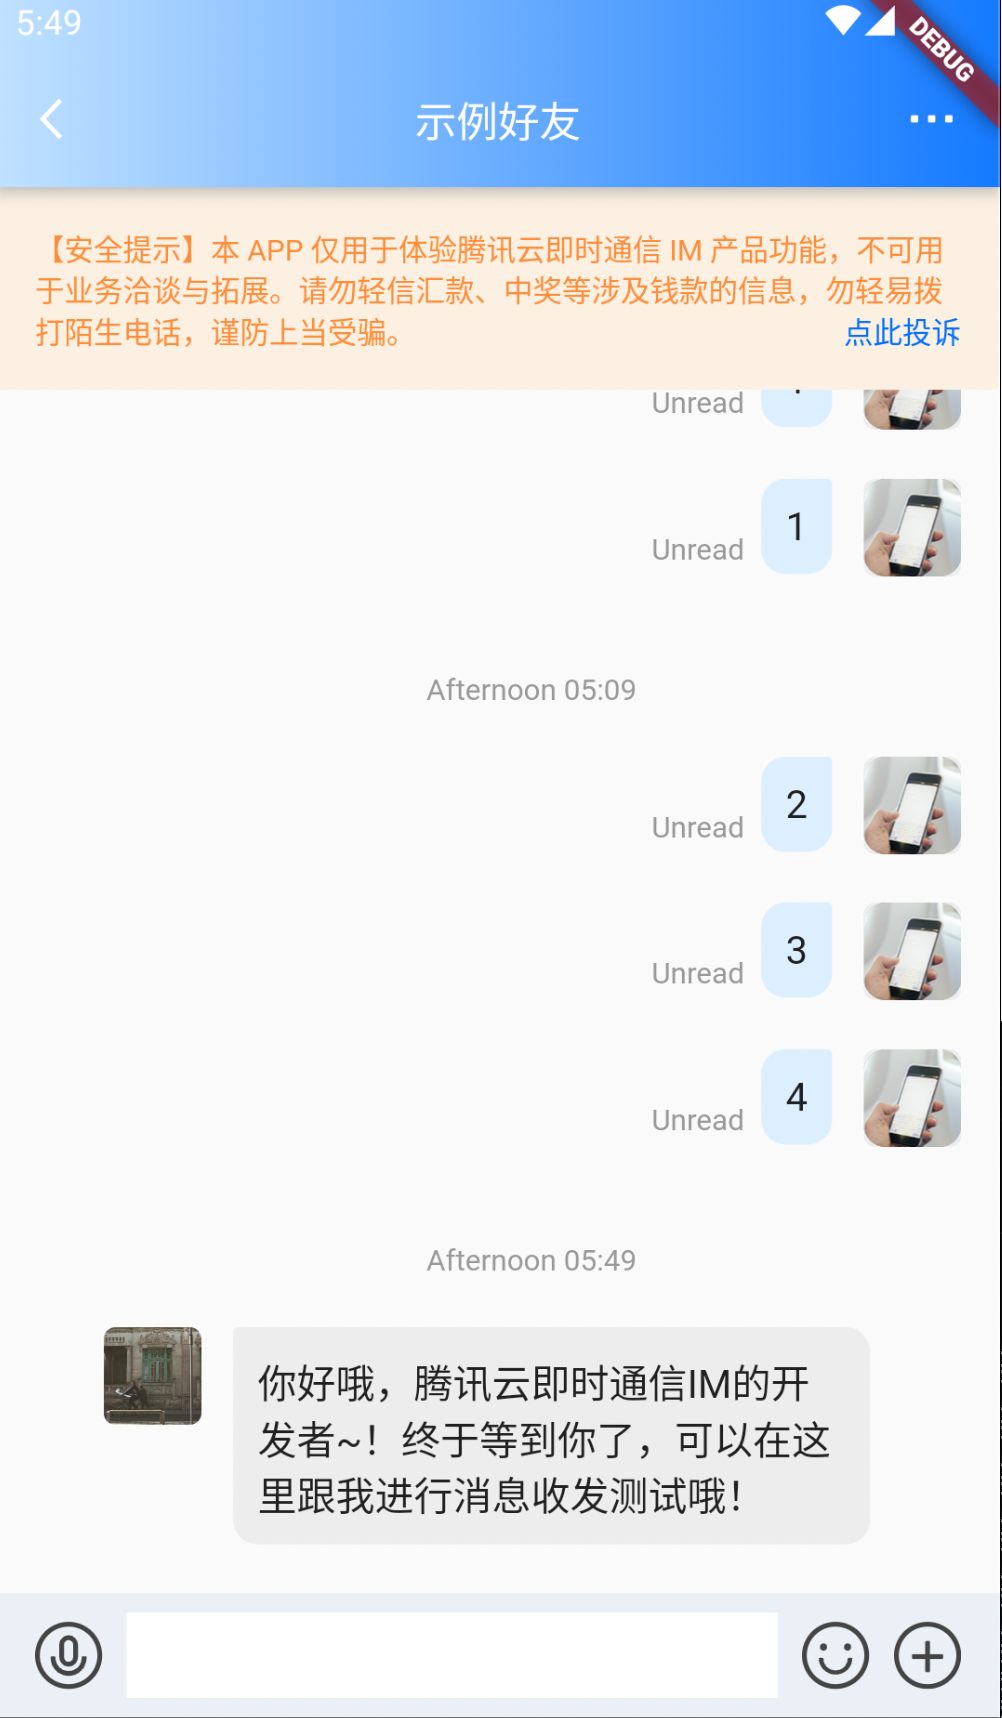 5:49
DEBUG
示例好友
【安全提示】本 APP 仅用于体验腾讯云即时通信 IM 产品功能，不可用
于业务洽谈与拓展。请勿轻信汇款、中奖等涉及钱款的信息，勿轻易拨
打陌生电话，谨防上当受骗。 点此投诉
Unread
Unread 1
Afternoon 05:09
Unread 2
Unread 3
Unread 4
Afternoon 05:49
你好哦，腾讯云即时通信IM的开
发者~！终于等到你了，可以在这
里跟我进行消息收发测试哦！